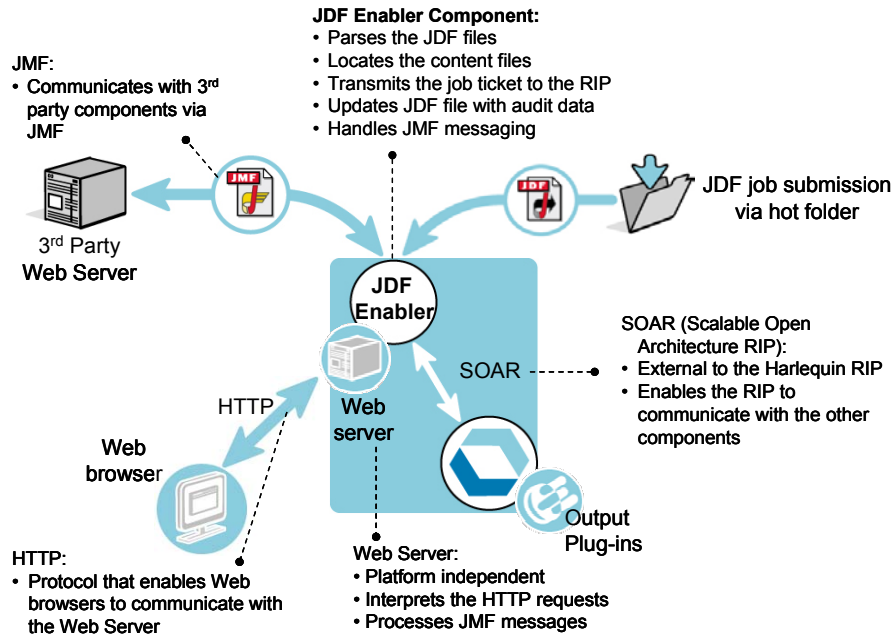 JDF Enabler Component:
• Parses the JDF files
• Locates the content files
• Transmits the job ticket to the RIP
• Updates JDF file with audit data
• Handles JMF messaging
JMF:
• Communicates with 3rd
party components via
JMF
JMF
JDF
JDF job submission
via hot folder
3rd Party
Web Server
JDF
Enabler
SOAR (Scalable Open
Architecture RIP):
• External to the Harlequin RIP
• Enables the RIP to
communicate with the other
components
SOAR
HTTP
Web
server
Web
browser
Output
Plug-ins
HTTP:
• Protocol that enables Web
browsers to communicate with
the Web Server
Web Server:
• Platform independent
• Interprets the HTTP requests
• Processes JMF messages